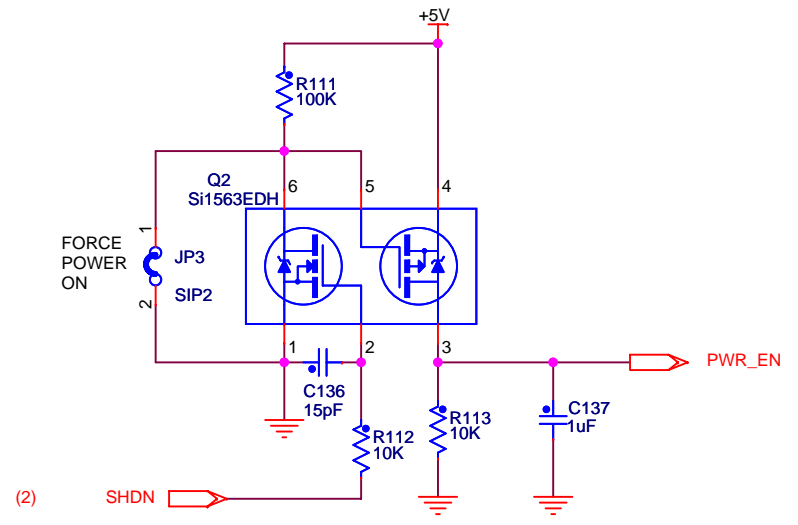 +5V
R111
100K
Q2
Si1563EDH
6
5
4
1
FORCE
POWER
ON
JP3
SIP2
2
1
2
3
PWR_EN
C136
15pF
R112
10K
R113
10K
C137
1uF
(2)
SHDN